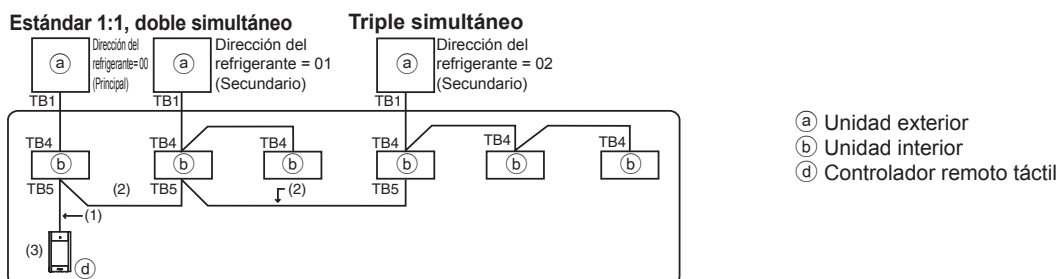 Estándar 1:1, doble simultáneo
Triple simultáneo
a
Dirección del
refrigerante= 00
(Principal)
a
Dirección del
refrigerante = 01
(Secundario)
a
Dirección del
refrigerante = 02
(Secundario)
TB1
TB1
TB1
TB4
TB4
TB4
TB4
TB4
TB4
b
b
b
b
b
b
TB5
(2)
TB5
(2)
TB5
(1)
(3)
d
a Unidad exterior
b Unidad interior
d Controlador remoto táctil